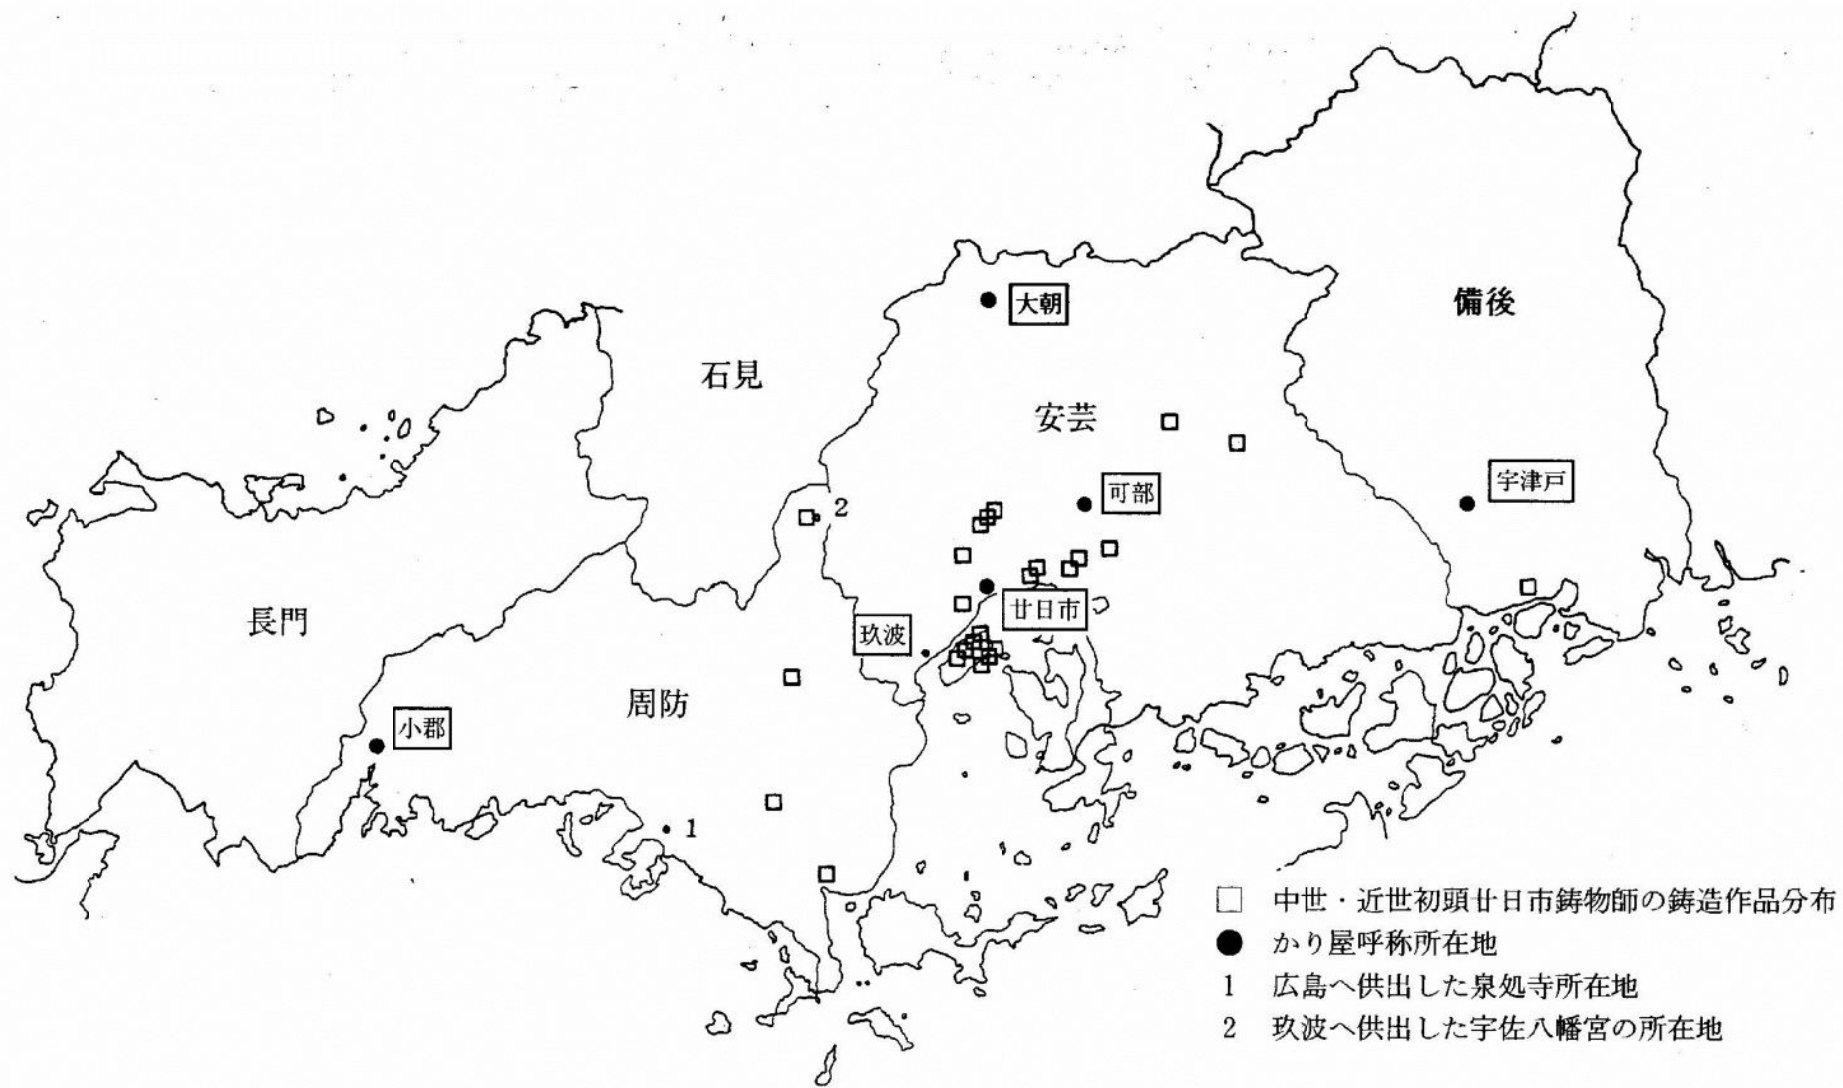 備後
大朝
石見
安芸
宇津戸
可部
2
廿日市
長門
玖波
周防
小郡
1
□ 中世・近世初頭廿日市鋳物師の鋳造作品分布
● かり屋呼称所在地
1 広島へ供出した泉処寺所在地
2 玖波へ供出した宇佐八幡宮の所在地